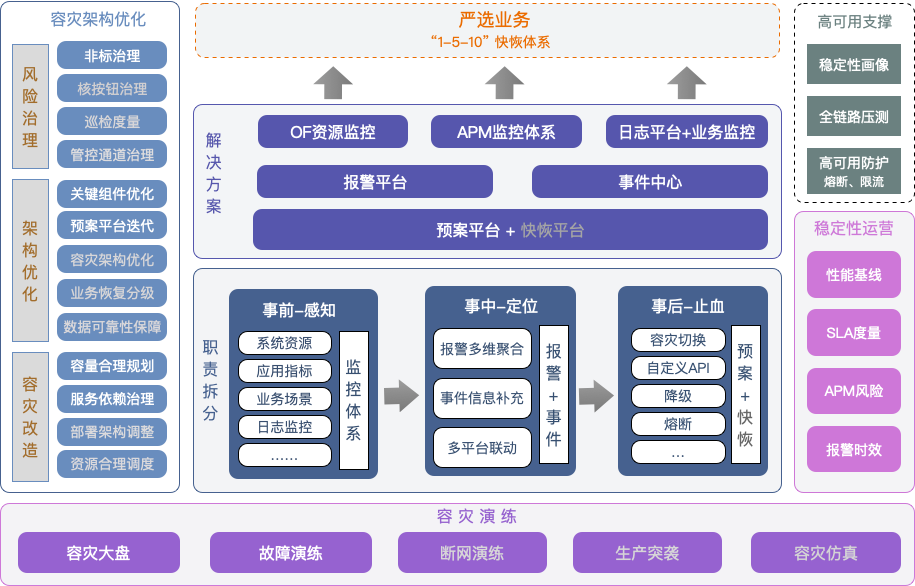 容灾架构优化
风险治理
非标治理
核按钮治理
巡检度量
管控通道治理
架构优化
关键组件优化
预案平台迭代
容灾架构优化
业务恢复分级
数据可靠性保障
容灾改造
容量合理规划
服务依赖治理
部署架构调整
资源合理调度
严选业务
“1-5-10” 快恢体系
解决方案
OF资源监控
APM监控体系
日志平台+业务监控
报警平台
事件中心
预案平台 + 快恢平台
职责拆分
事前-感知
系统资源
应用指标
业务场景
日志监控
……
监控体系
事中-定位
报警多维聚合
事件信息补充
多平台联动
报警+事件
事后-止血
容灾切换
自定义API
降级
熔断
...
预案+快恢
高可用支撑
稳定性画像
全链路压测
高可用防护
熔断、限流
稳定性运营
性能基线
SLA度量
APM风险
报警时效
容灾演练
容灾大盘
故障演练
断网演练
生产突袭
容灾仿真